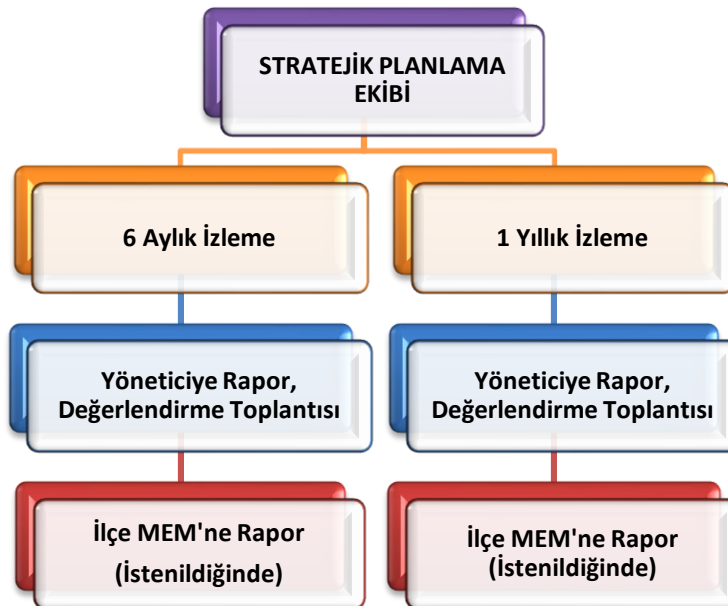 STRATEJİK PLANLAMA
EKİBİ
6 Aylık İzleme
1 Yıllık İzleme
Yöneticiye Rapor,
Değerlendirme Toplantısı
Yöneticiye Rapor,
Değerlendirme Toplantısı
İlçe MEM'ne Rapor
(İstenildiğinde)
İlçe MEM'ne Rapor
(İstenildiğinde)